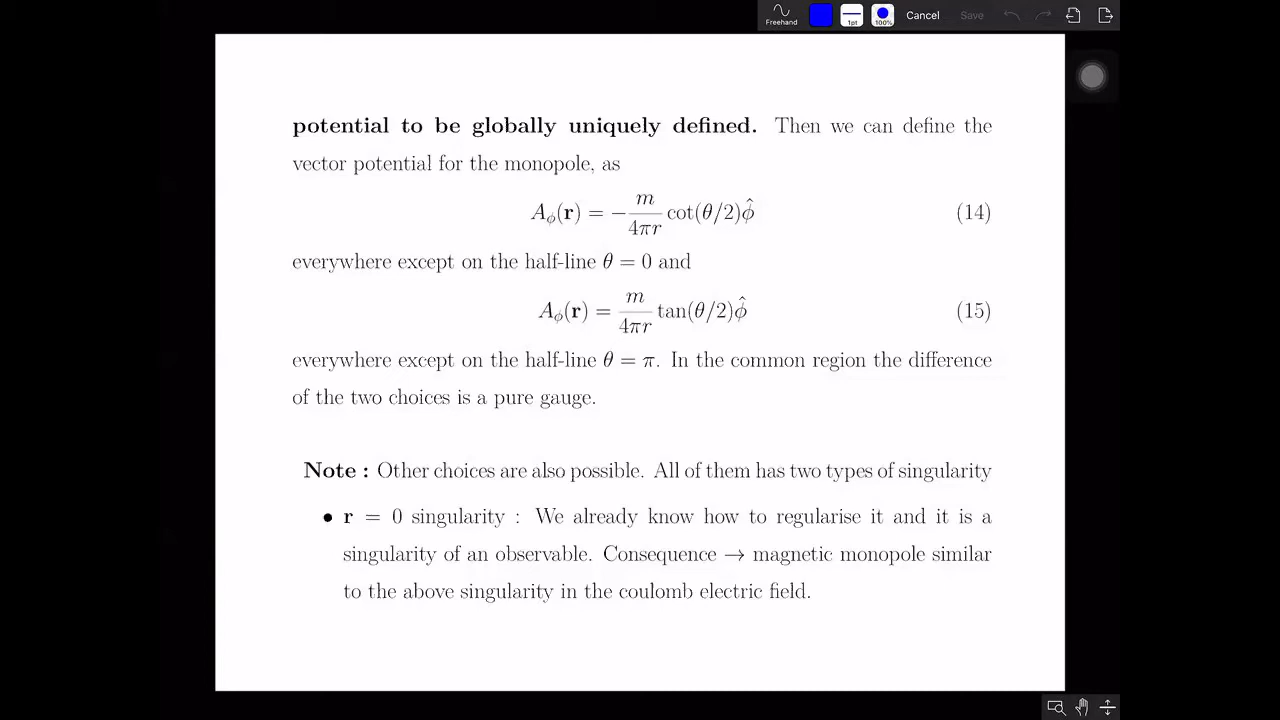 Freehand 1pt 100% Cancel Save
potential to be globally uniquely defined. Then we can define the
vector potential for the monopole, as
A_ϕ(r) = −m/4πr cot(θ/2)ϕ̂ (14)
everywhere except on the half-line θ = 0 and
A_ϕ(r) = m/4πr tan(θ/2)ϕ̂ (15)
everywhere except on the half-line θ = π. In the common region the difference
of the two choices is a pure gauge.
Note : Other choices are also possible. All of them has two types of singularity
• r = 0 singularity : We already know how to regularise it and it is a
singularity of an observable. Consequence → magnetic monopole similar
to the above singularity in the coulomb electric field.